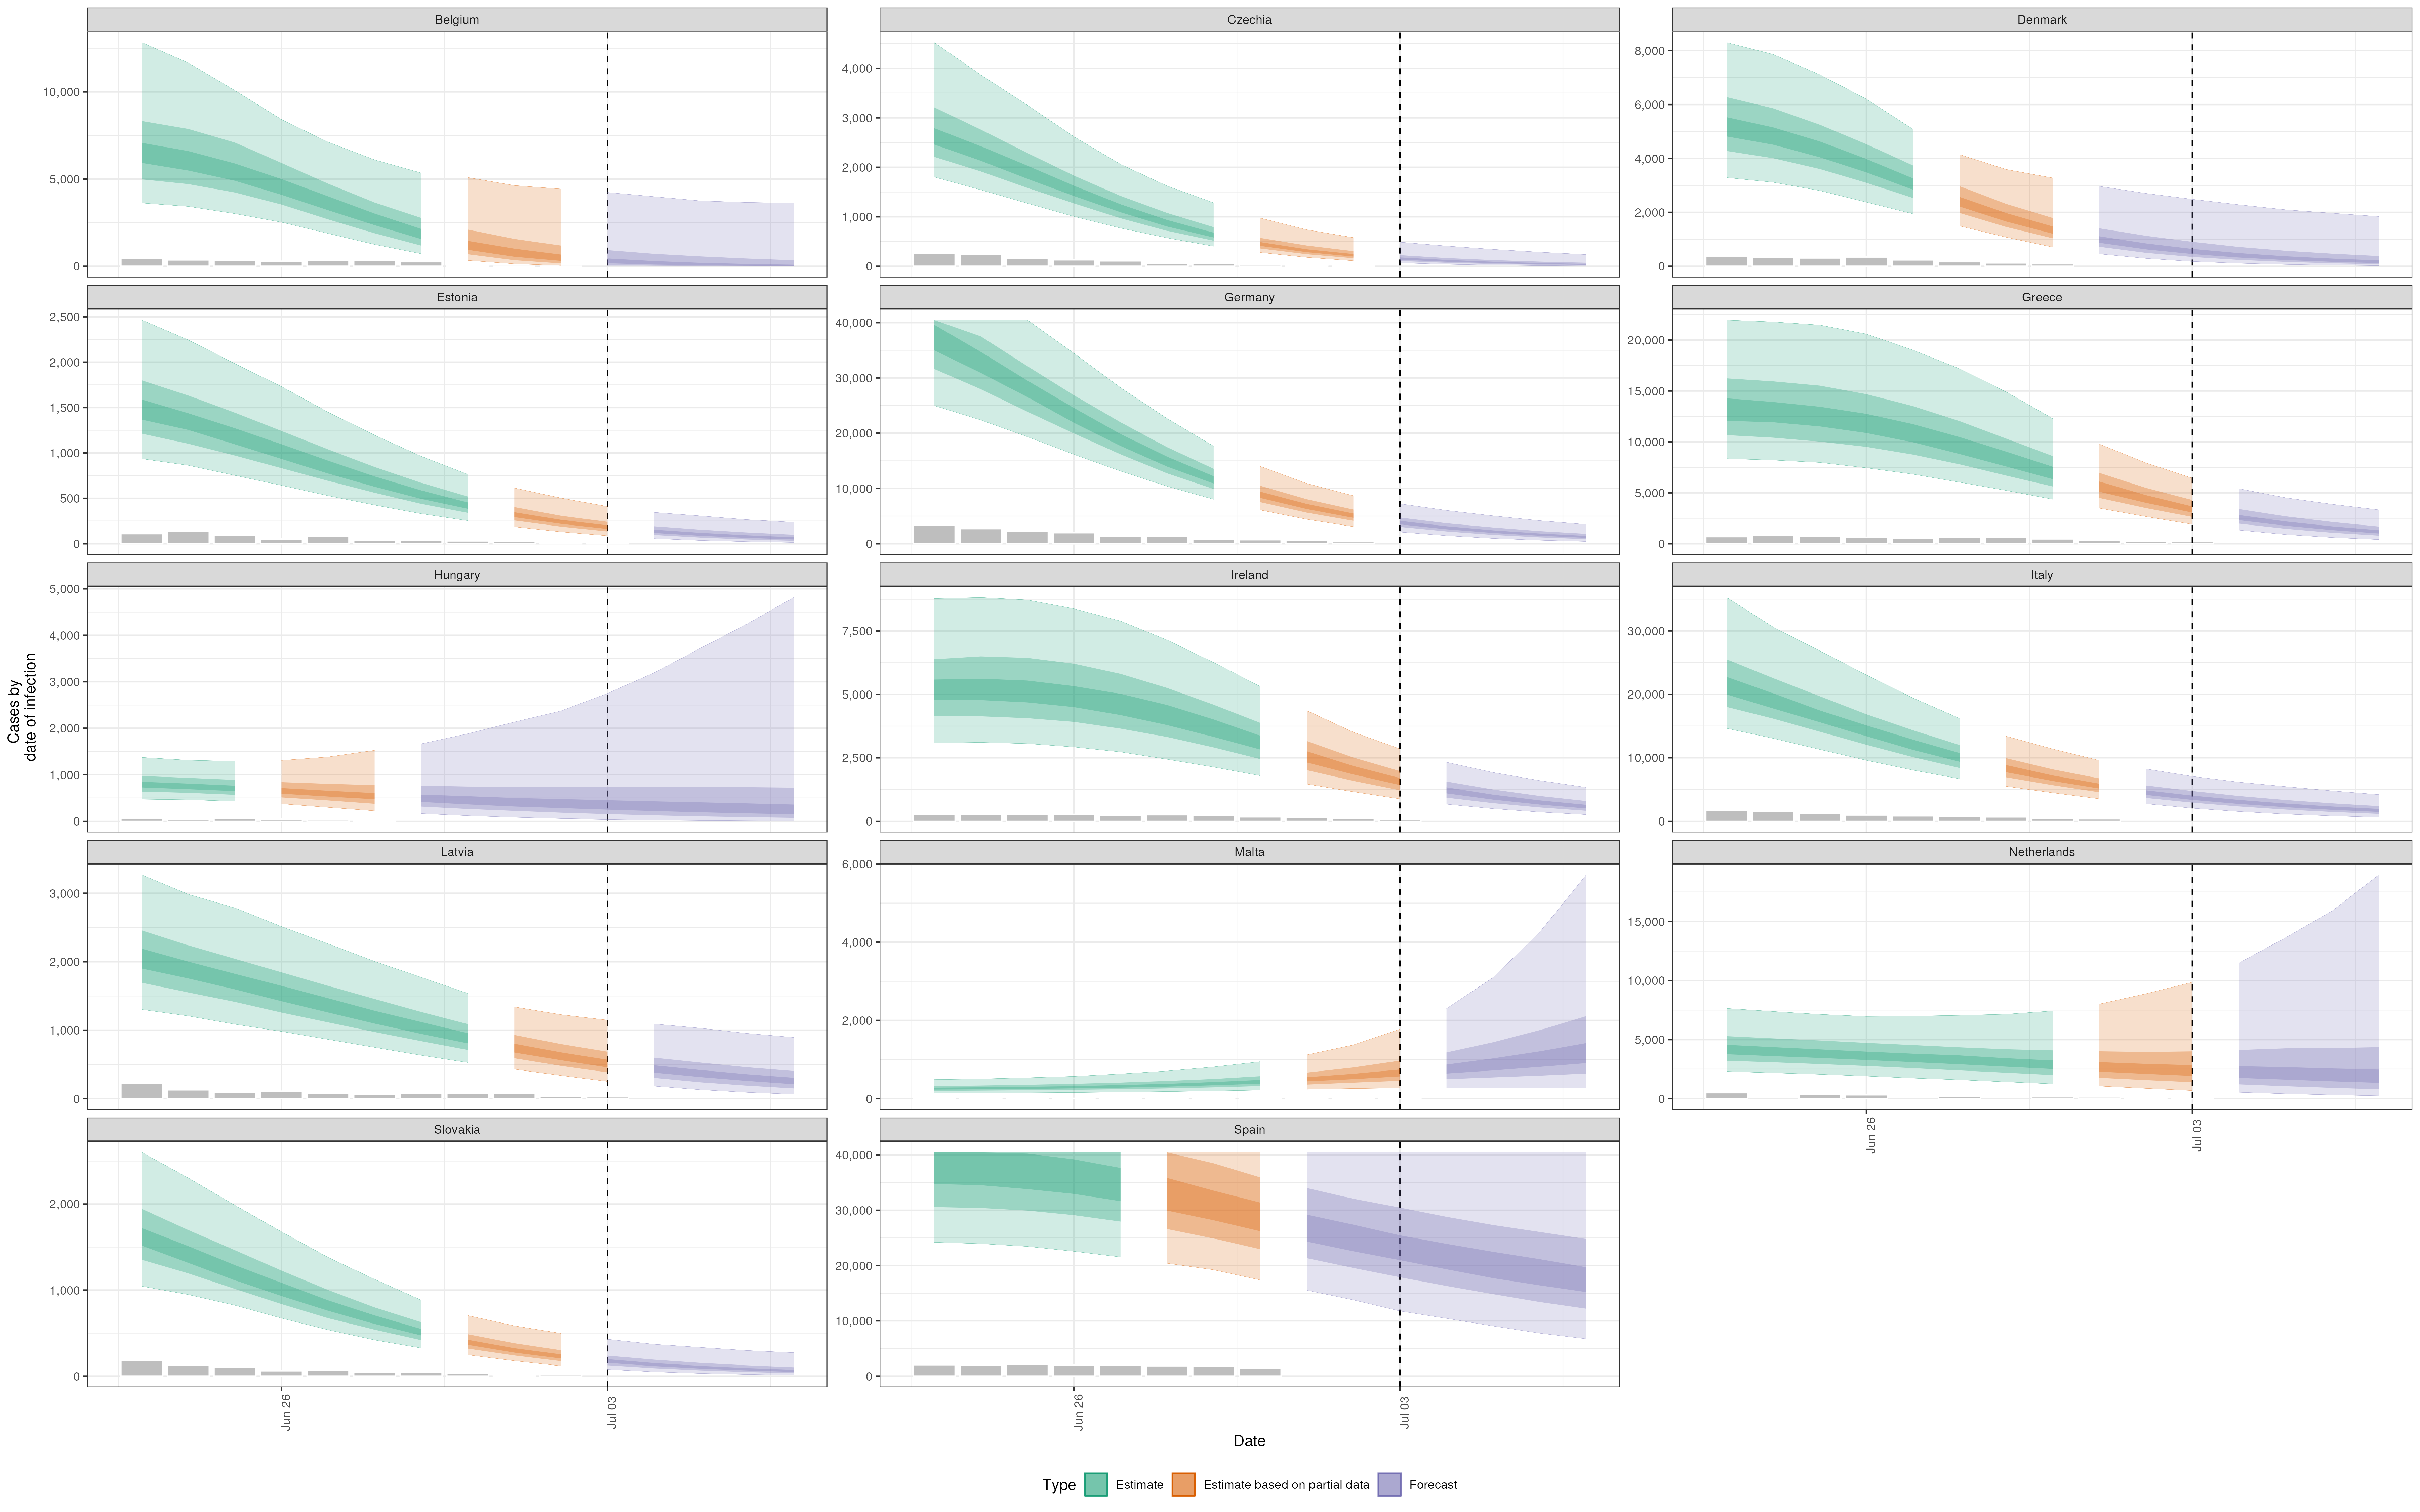 Belgium
10,000
5,000
0
Czechia
4,000
3,000
2,000
1,000
0
Denmark
8,000
6,000
4,000
2,000
0
Estonia
2,500
2,000
1,500
1,000
500
0
Germany
40,000
30,000
20,000
10,000
0
Greece
20,000
15,000
10,000
5,000
0
Hungary
5,000
4,000
3,000
2,000
1,000
0
Ireland
7,500
5,000
2,500
0
Italy
30,000
20,000
10,000
0
Cases by
date of infection
Latvia
3,000
2,000
1,000
0
Malta
6,000
4,000
2,000
0
Netherlands
15,000
10,000
5,000
0
Jun 26
Jul 03
Slovakia
2,000
1,000
0
Jun 26
Jul 03
Spain
40,000
30,000
20,000
10,000
0
Jun 26
Jul 03
Date
Type Estimate Estimate based on partial data Forecast